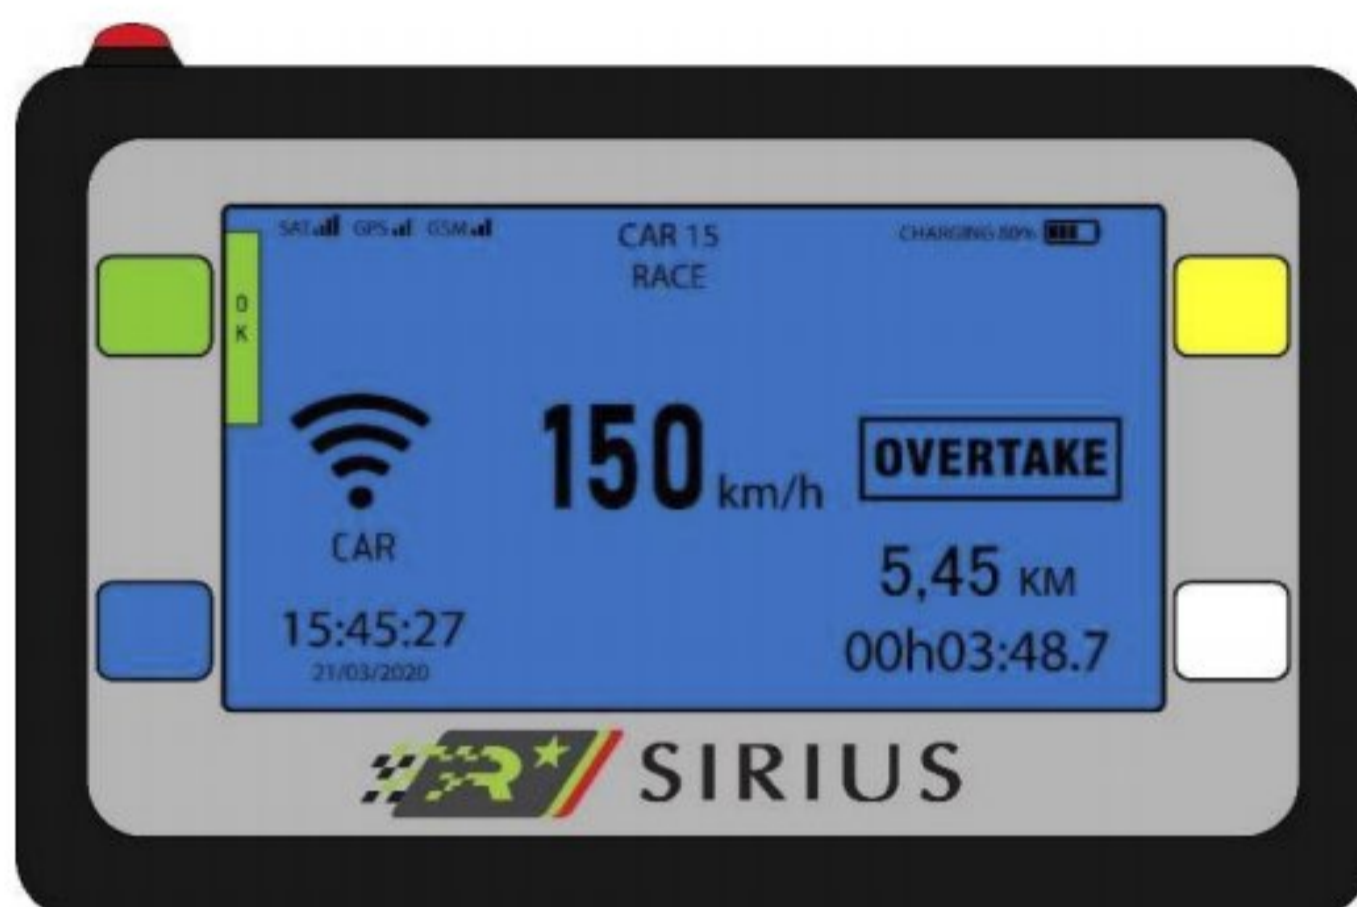 SAT GPS GSM
CAR 15
RACE
CHARGING 80%
OK
150 km/h
OVERTAKE
CAR
5,45 KM
15:45:27
00h03:48.7
21/03/2020
R SIRIUS